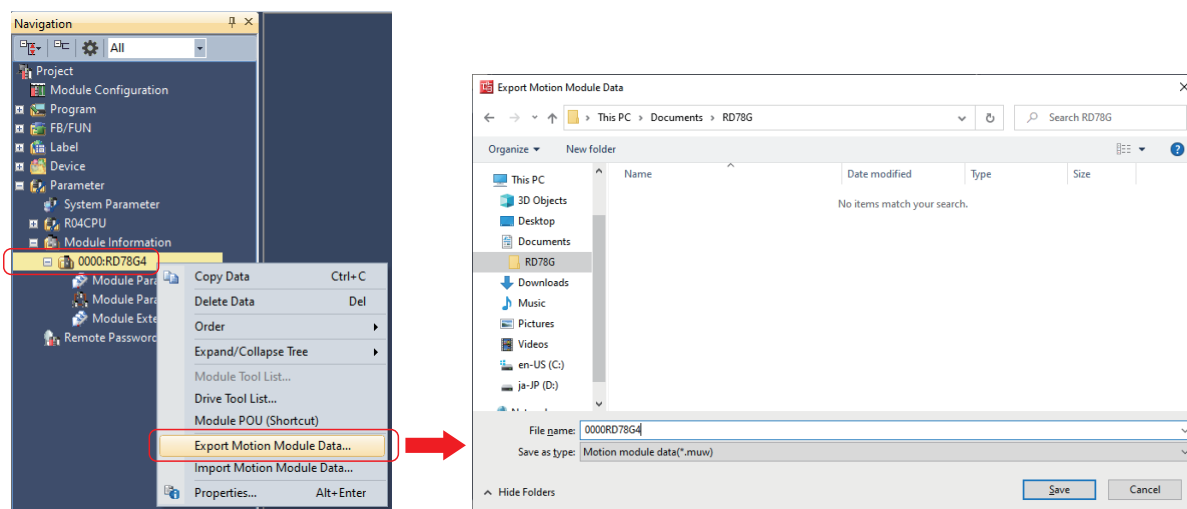 Navigation
All
Project
Module Configuration
Program
FB/FUN
Label
Device
Parameter
System Parameter
R04CPU
Module Information
0000:RD78G4
Module Para
Module Para
Module Exte
Remote Password
Copy Data Ctrl+C
Delete Data Del
Order
Expand/Collapse Tree
Module Tool List...
Drive Tool List...
Module POU (Shortcut)
Export Motion Module Data...
Import Motion Module Data...
Properties... Alt+Enter
Export Motion Module Data
This PC > Documents > RD78G
Search RD78G
Organize New folder
Name Date modified Type Size
No items match your search.
This PC
3D Objects
Desktop
Documents
RD78G
Downloads
Music
Pictures
Videos
en-US (C:)
ja-JP (D:)
File name: 0000RD78G4
Save as type: Motion module data(*.muw)
Hide Folders Save Cancel